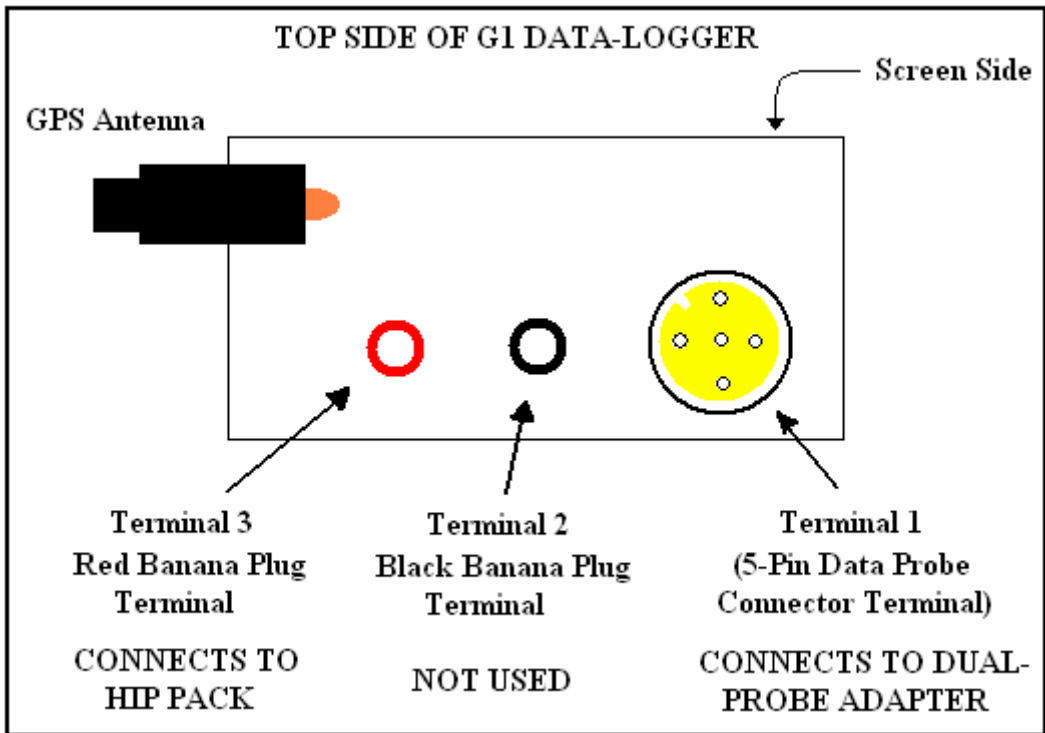 TOP SIDE OF G1 DATA-LOGGER
Screen Side
GPS Antenna
Terminal 3
Red Banana Plug
Terminal
CONNECTS TO
HIP PACK
Terminal 2
Black Banana Plug
Terminal
NOT USED
Terminal 1
(5-Pin Data Probe
Connector Terminal)
CONNECTS TO DUAL-
PROBE ADAPTER